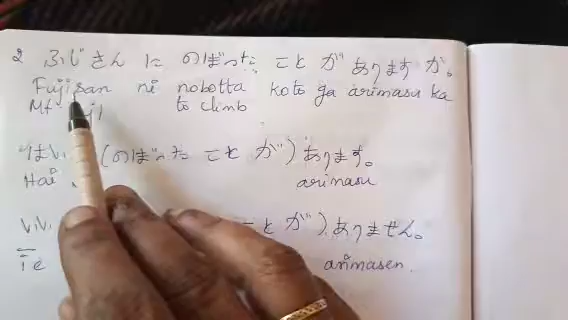 2 ふじさん に のぼった こと が あります か。
Fujisan ni nobotta koto ga arimasu ka
Mt to climb
はい (のぼった こと が) あります。
Hai arimasu
いい こと が) ありません。
ie arimasen.